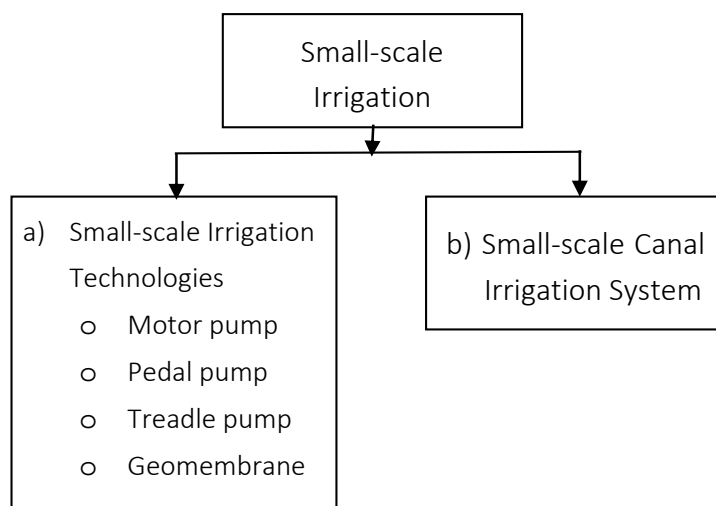 Small-scale
Irrigation
a) Small-scale Irrigation
Technologies
o Motor pump
o Pedal pump
o Treadle pump
o Geomembrane
b) Small-scale Canal
Irrigation System